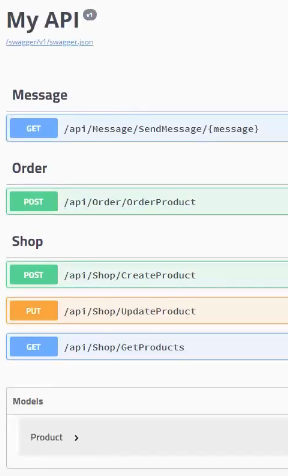 My API v1
/swagger/v1/swagger.json
Message
GET /api/Message/SendMessage/{message}
Order
POST /api/Order/OrderProduct
Shop
POST /api/Shop/CreateProduct
PUT /api/Shop/UpdateProduct
GET /api/Shop/GetProducts
Models
Product >